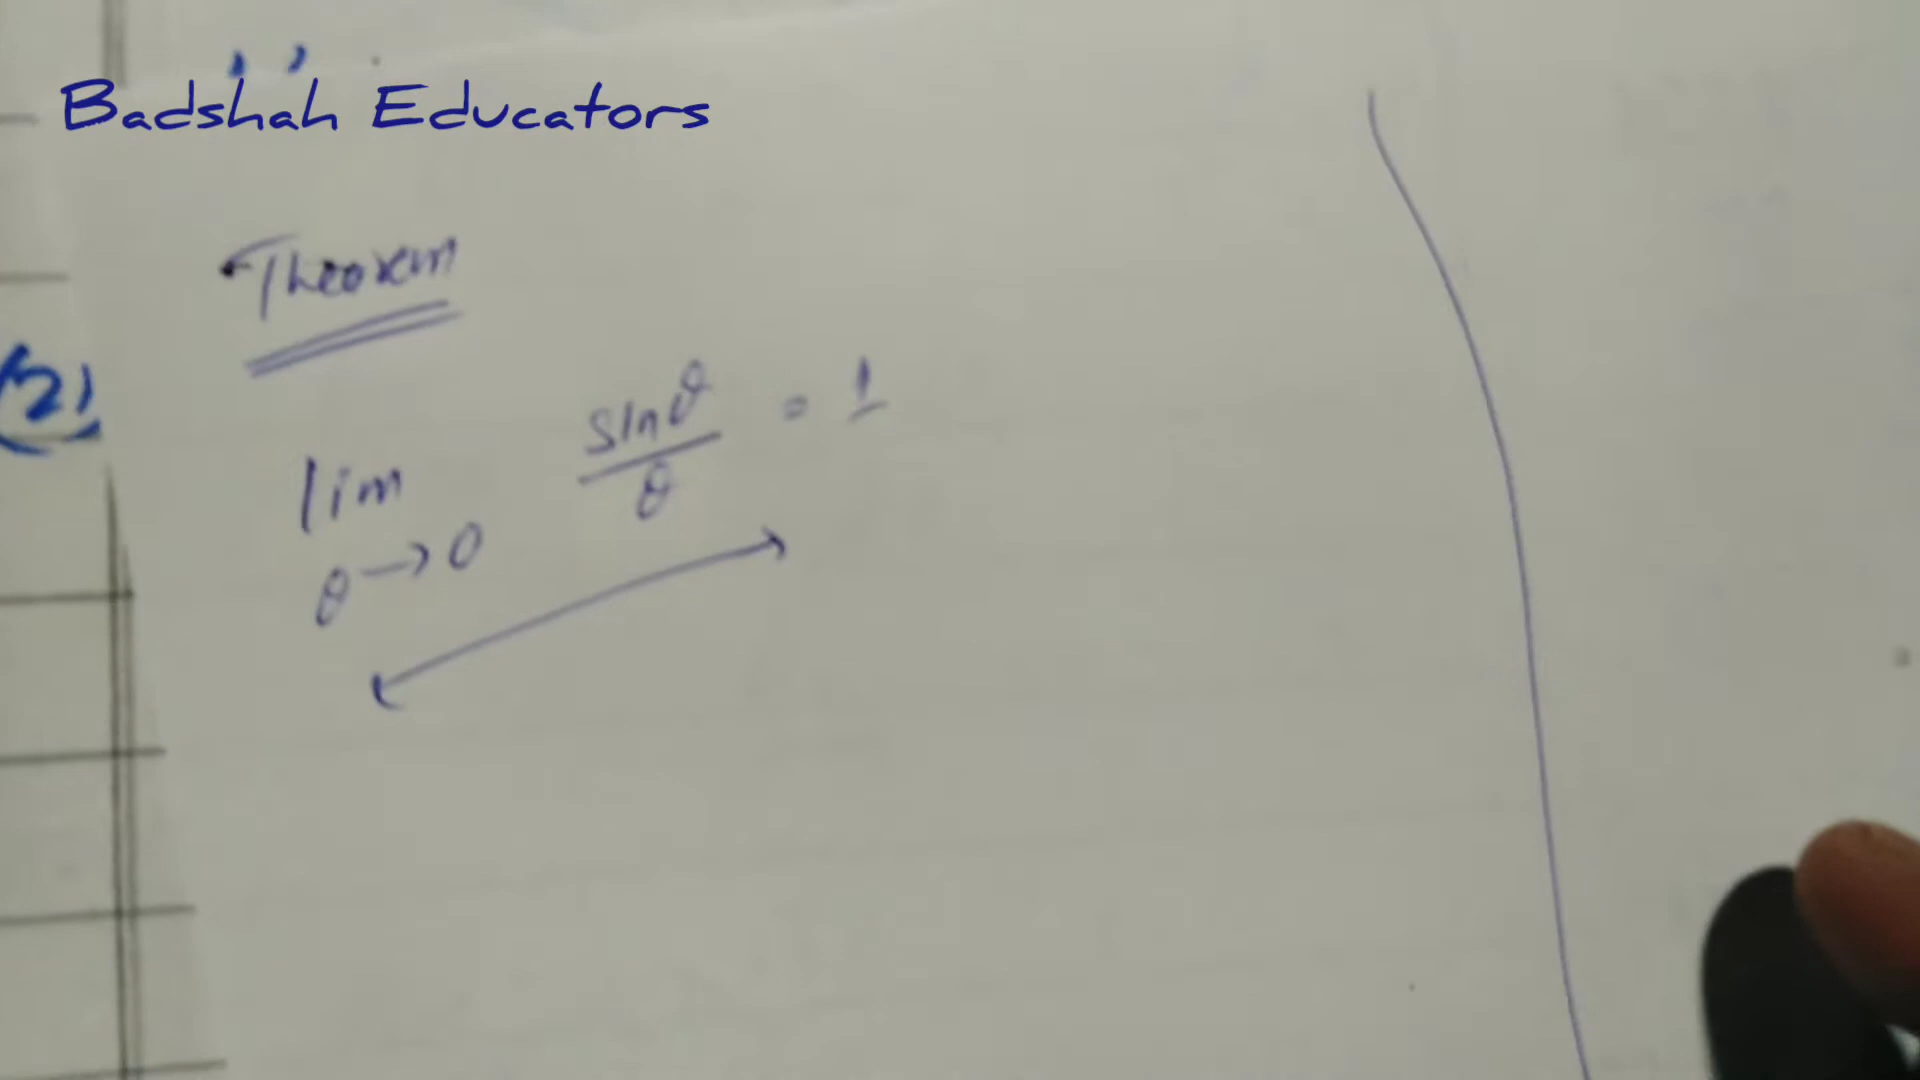 Badshah Educators
Theorem
(2)
lim θ→0 sinθ/θ = 1